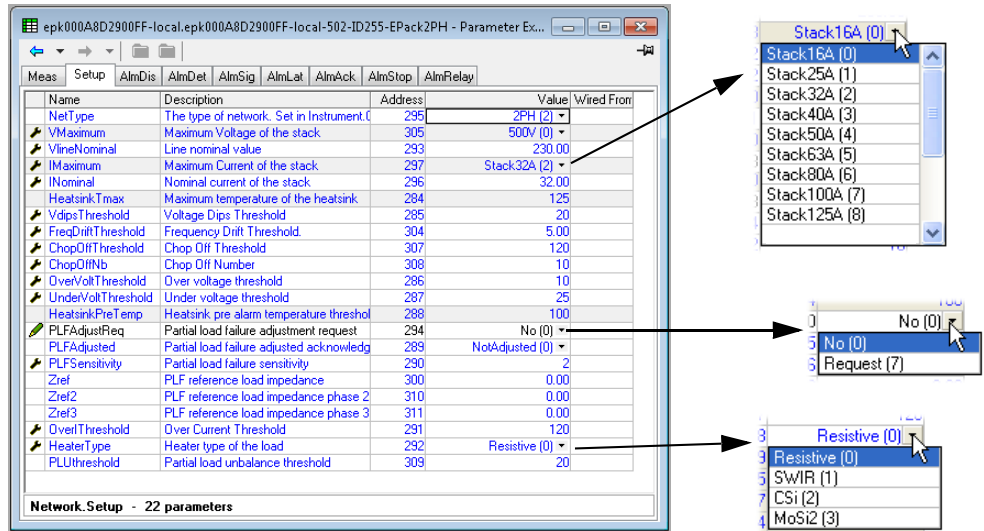 epk000A8D2900FF-local.epk000A8D2900FF-local-502-ID255-EPack2PH - Parameter Ex...
Meas Setup AlmDis AlmDet AlmSig AlmLat AlmAck AlmStop AlmRelay
Name Description Address Value Wired From
NetType The type of network. Set in Instrument.C 295 2PH (2)
VMaximum Maximum Voltage of the stack 305 500V (0)
VlineNominal Line nominal value 293 230.00
IMaximum Maximum Current of the stack 297 Stack32A (2)
INominal Nominal current of the stack 296 32.00
HeatsinkTmax Maximum temperature of the heatsink 284 125
VdipsThreshold Voltage Dips Threshold 285 20
FreqDriftThreshold Frequency Drift Threshold. 304 5.00
ChopOffThreshold Chop Off Threshold 307 120
ChopOffNb Chop Off Number 308 10
OverVoltThreshold Over voltage threshold 286 10
UnderVoltThreshold Under voltage threshold 287 25
HeatsinkPreTemp Heatsink pre alarm temperature threshol 288 100
PLFAdjustReq Partial load failure adjustment request 294 No (0)
PLFAdjusted Partial load failure adjusted acknowledg 289 NotAdjusted (0)
PLFSensitivity Partial load failure sensitivity 290 2
Zref PLF reference load impedance 300 0.00
Zref2 PLF reference load impedance phase 2 310 0.00
Zref3 PLF reference load impedance phase 3 311 0.00
OverIThreshold Over Current Threshold 291 120
HeaterType Heater type of the load 292 Resistive (0)
PLUthreshold Partial load unbalance threshold 309 20
Network.Setup - 22 parameters
Stack16A (0)
Stack16A (0)
Stack25A (1)
Stack32A (2)
Stack40A (3)
Stack50A (4)
Stack63A (5)
Stack80A (6)
Stack100A (7)
Stack125A (8)
No (0)
No (0)
Request (7)
Resistive (0)
Resistive (0)
SWIR (1)
CSi (2)
MoSi2 (3)